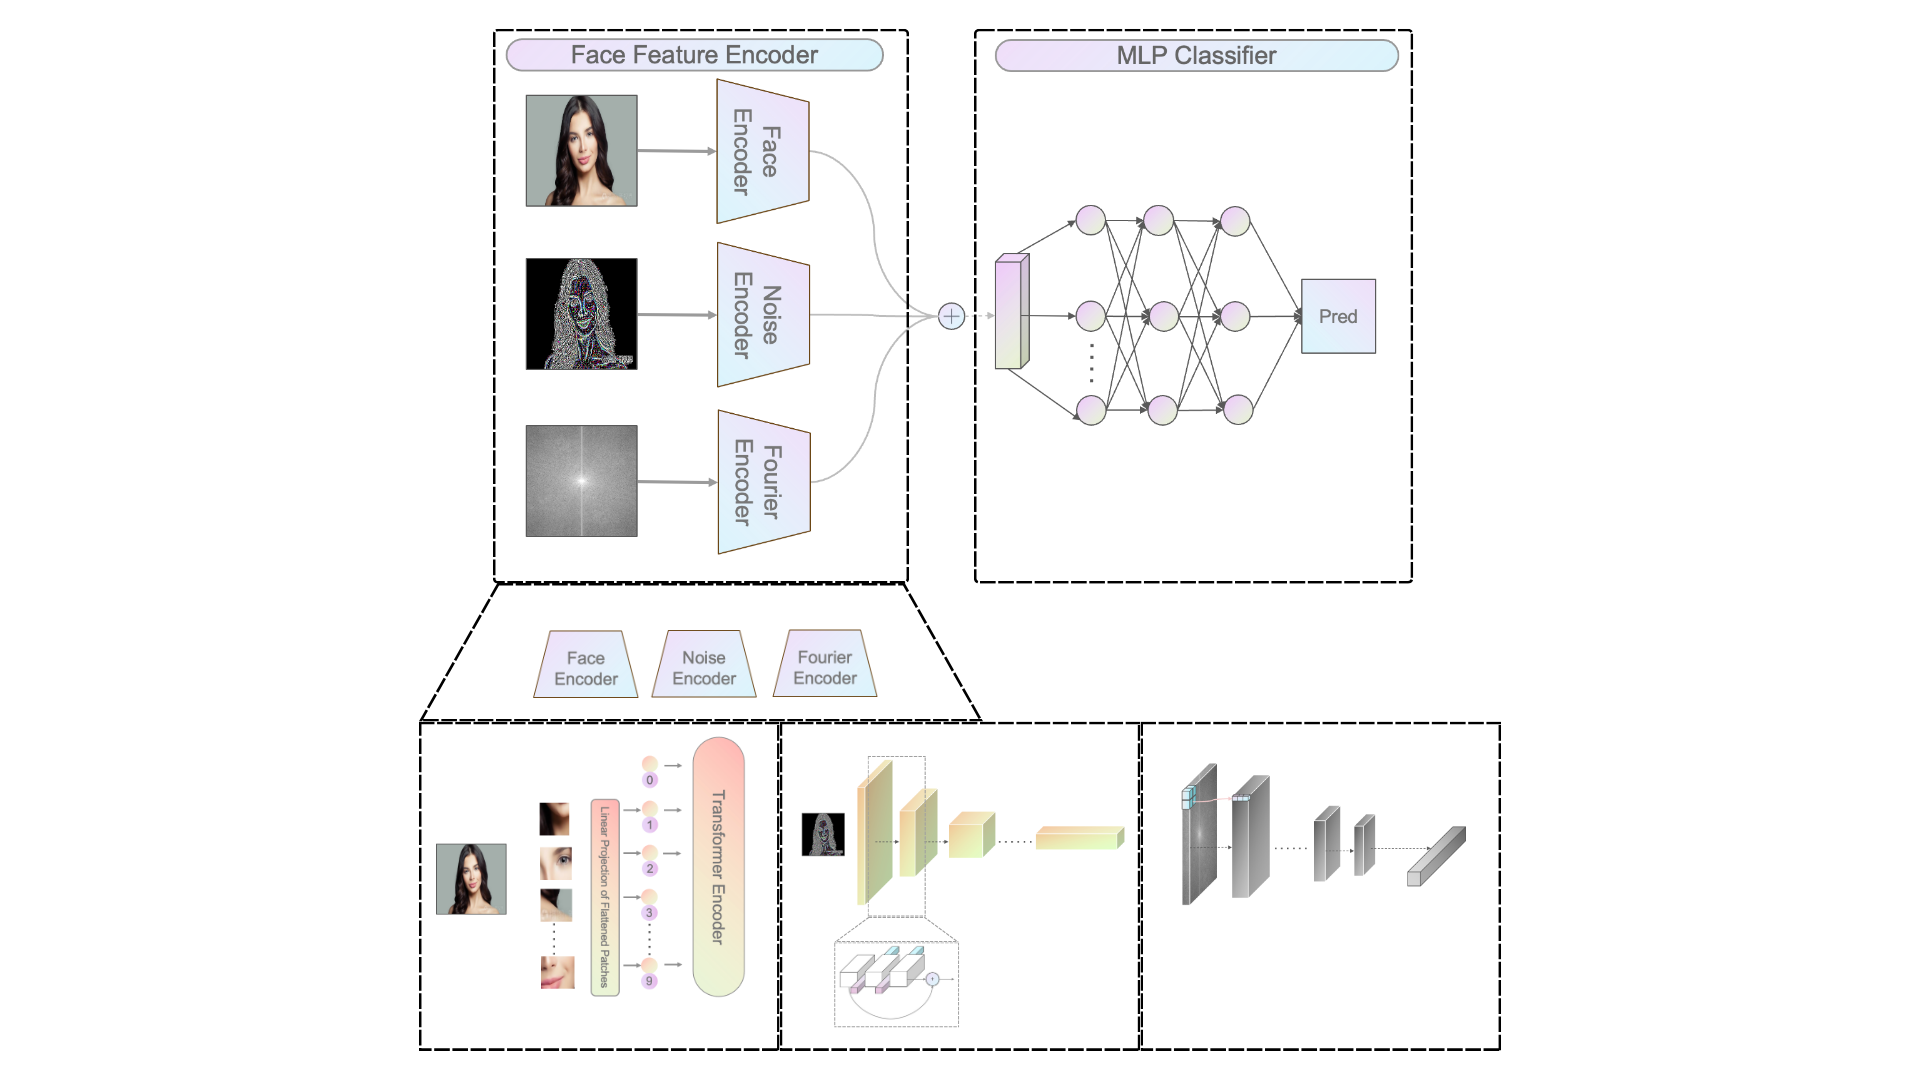 Face Feature Encoder
MLP Classifier
Face
Encoder
Noise
Encoder
Fourier
Encoder
Pred
Face
Encoder
Noise
Encoder
Fourier
Encoder
Linear Projection of Flattened Patches
0
1
2
3
9
Transformer Encoder